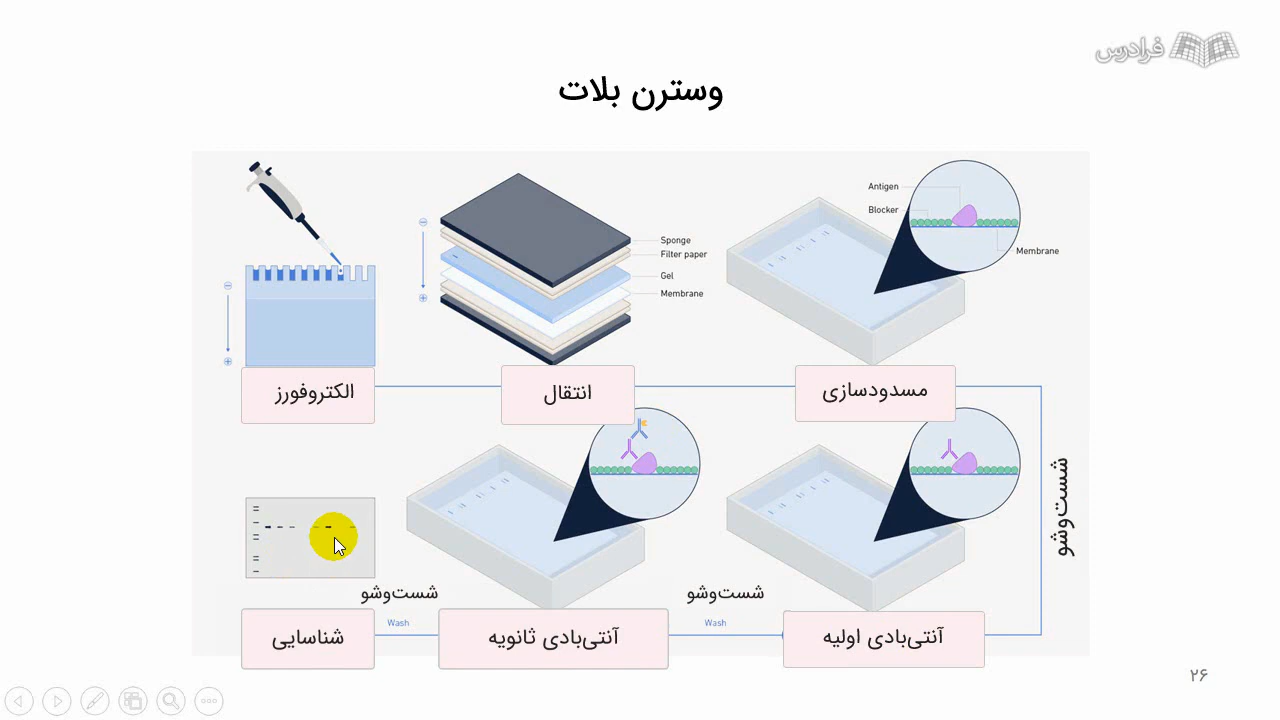 فرادرس
وسترن بلات
Antigen
Blocker
Membrane
Sponge
Filter paper
Gel
Membrane
الکتروفورز
انتقال
مسدودسازی
شست‌وشو
شست‌وشو
شست‌وشو
Wash
Wash
شناسایی
آنتی‌بادی ثانویه
آنتی‌بادی اولیه
۲۶